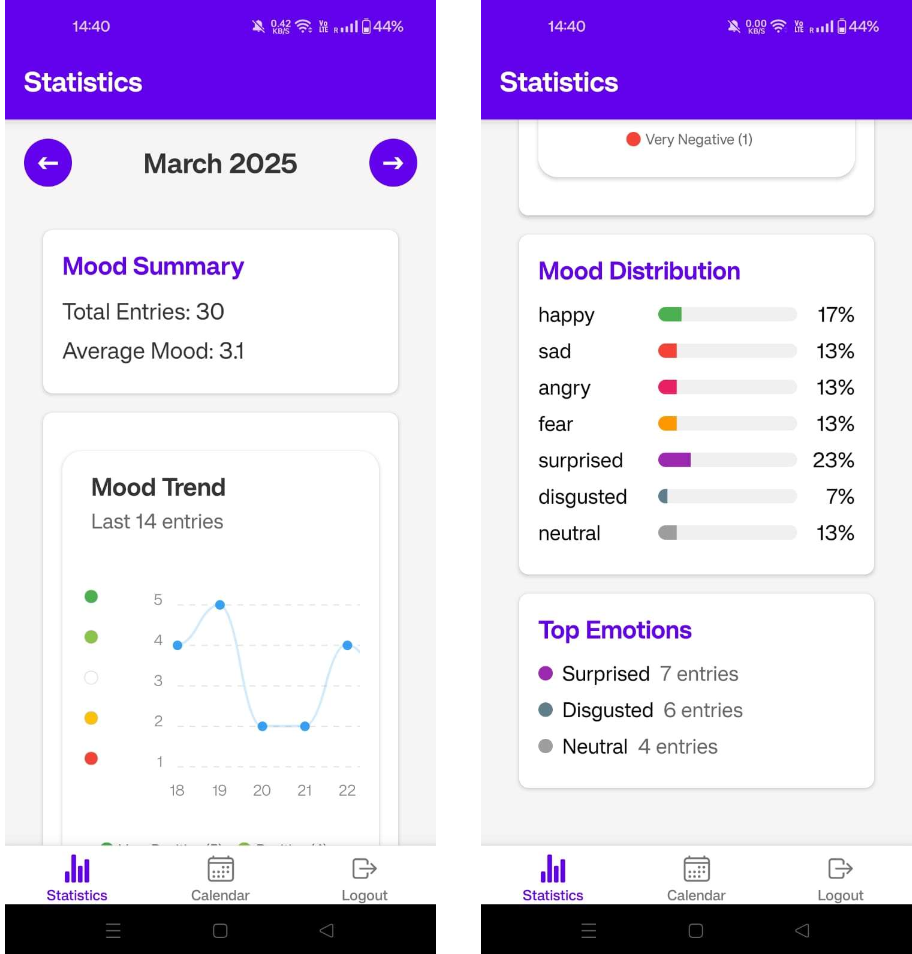 14:40
0.42 KB/S
Vo LTE R 44%
Statistics
March 2025
Mood Summary
Total Entries: 30
Average Mood: 3.1
Mood Trend
Last 14 entries
5
4
3
2
1
18 19 20 21 22
Statistics Calendar Logout
14:40
0.00 KB/S
Vo LTE R 44%
Statistics
Very Negative (1)
Mood Distribution
happy 17%
sad 13%
angry 13%
fear 13%
surprised 23%
disgusted 7%
neutral 13%
Top Emotions
Surprised 7 entries
Disgusted 6 entries
Neutral 4 entries
Statistics Calendar Logout